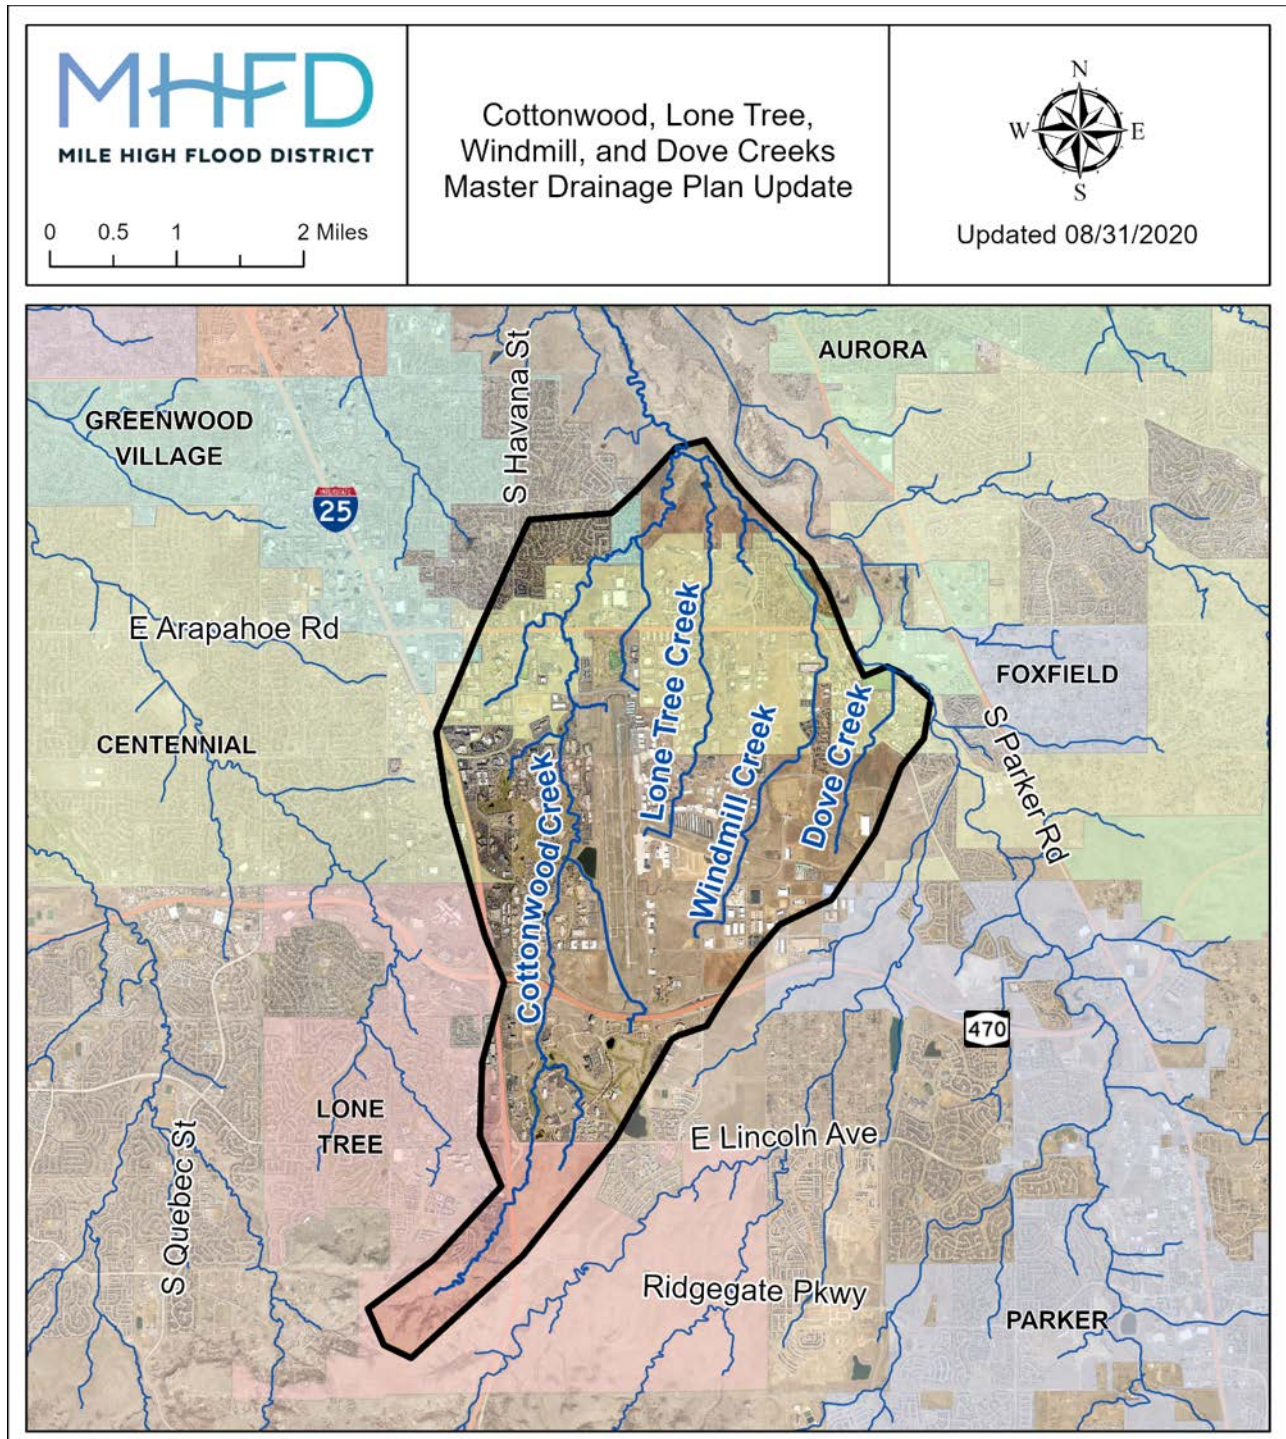 MHFD
MILE HIGH FLOOD DISTRICT
0 0.5 1 2 Miles
Cottonwood, Lone Tree,
Windmill, and Dove Creeks
Master Drainage Plan Update
N
W E
S
Updated 08/31/2020
AURORA
S Havana St
GREENWOOD
VILLAGE
INTERSTATE
25
E Arapahoe Rd
Lone Tree Creek
FOXFIELD
S Parker Rd
CENTENNIAL
Windmill Creek
Dove Creek
Cottonwood Creek
470
LONE
TREE
E Lincoln Ave
S Quebec St
Ridgegate Pkwy
PARKER